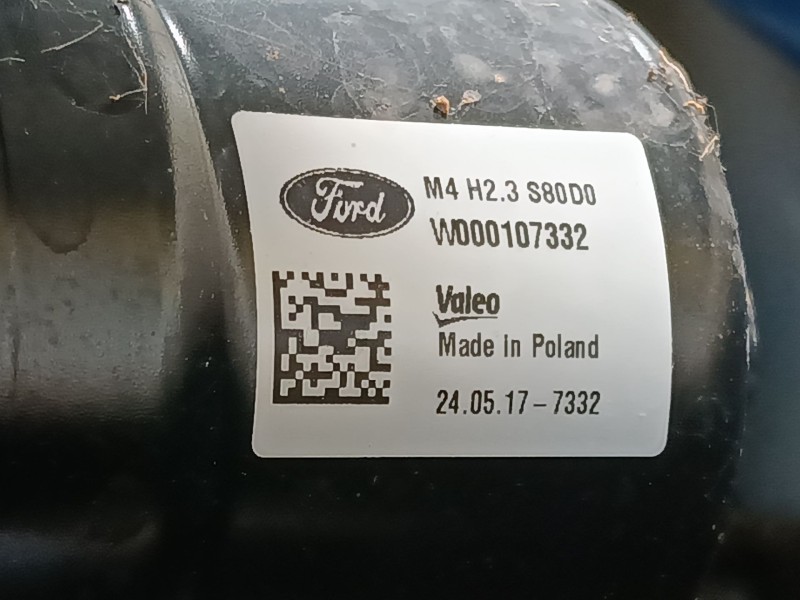 Ford
M4 H2.3 S80D0
W000107332
Valeo
Made in Poland
24.05.17-7332